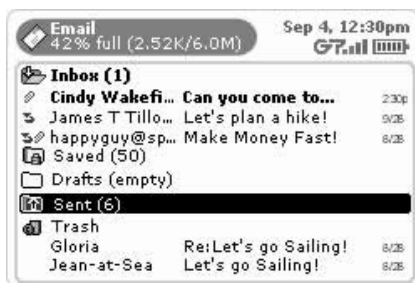 Email
42% full (2.52K/6.0M)
Sep 4, 12:30pm
G
Inbox (1)
Cindy Wakefi... Can you come to... 2:30p
James T Tillo... Let's plan a hike! 9/28
happyguy@sp... Make Money Fast! 8/28
Saved (50)
Drafts (empty)
Sent (6)
Trash
Gloria Re:Let's go Sailing! 8/28
Jean-at-Sea Let's go Sailing! 8/28